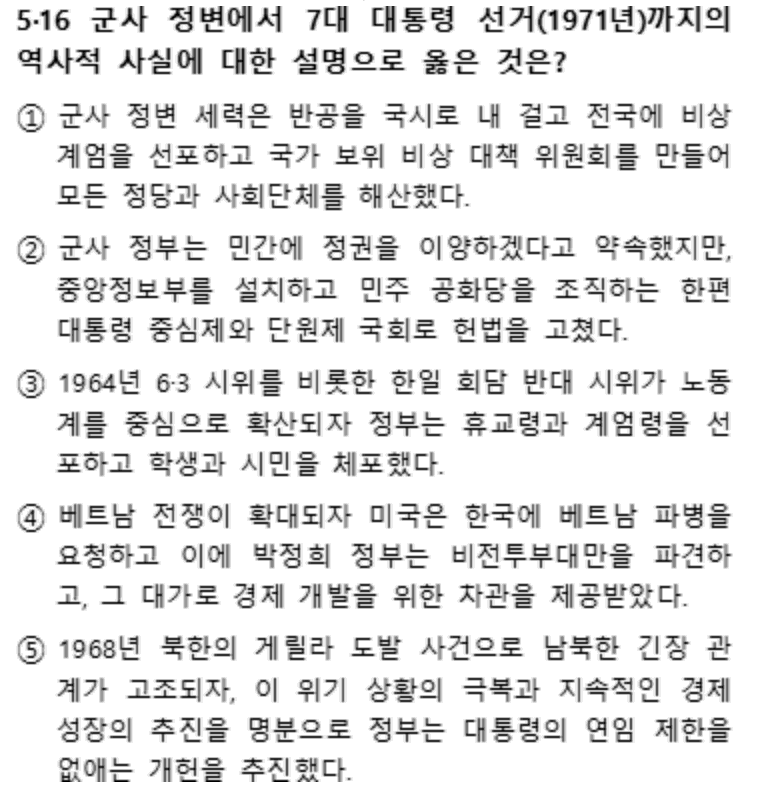 5·16 군사 정변에서 7대 대통령 선거(1971년)까지의
역사적 사실에 대한 설명으로 옳은 것은?
① 군사 정변 세력은 반공을 국시로 내 걸고 전국에 비상
계엄을 선포하고 국가 보위 비상 대책 위원회를 만들어
모든 정당과 사회단체를 해산했다.
② 군사 정부는 민간에 정권을 이양하겠다고 약속했지만,
중앙정보부를 설치하고 민주 공화당을 조직하는 한편
대통령 중심제와 단원제 국회로 헌법을 고쳤다.
③ 1964년 6·3 시위를 비롯한 한일 회담 반대 시위가 노동
계를 중심으로 확산되자 정부는 휴교령과 계엄령을 선
포하고 학생과 시민을 체포했다.
④ 베트남 전쟁이 확대되자 미국은 한국에 베트남 파병을
요청하고 이에 박정희 정부는 비전투부대만을 파견하
고, 그 대가로 경제 개발을 위한 차관을 제공받았다.
⑤ 1968년 북한의 게릴라 도발 사건으로 남북한 긴장 관
계가 고조되자, 이 위기 상황의 극복과 지속적인 경제
성장의 추진을 명분으로 정부는 대통령의 연임 제한을
없애는 개헌을 추진했다.